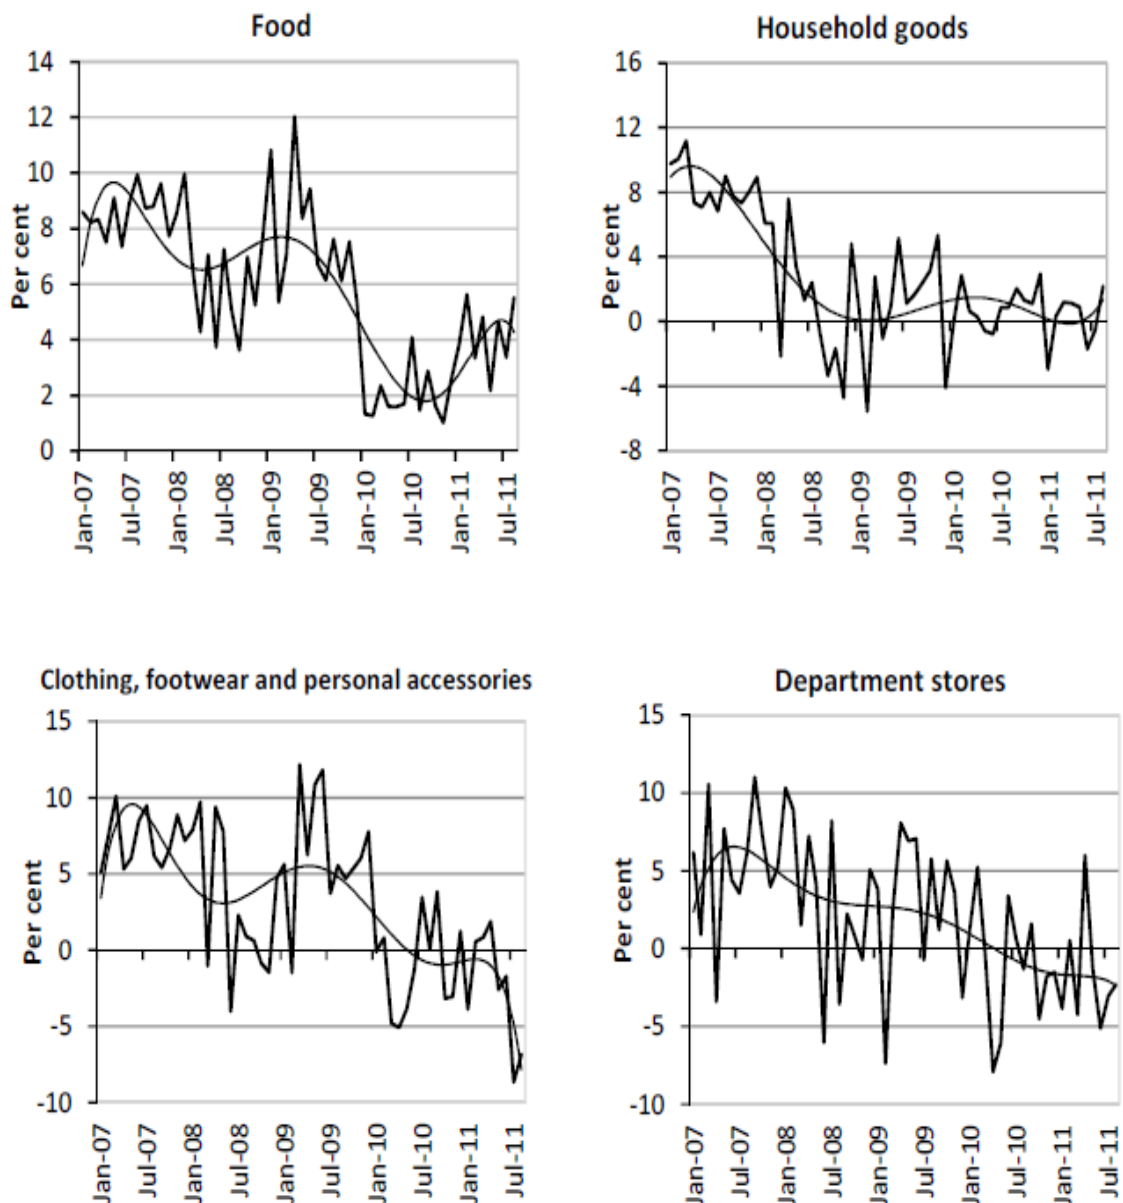 Food
Per cent
14
12
10
8
6
4
2
0
Jan-07
Jul-07
Jan-08
Jul-08
Jan-09
Jul-09
Jan-10
Jul-10
Jan-11
Jul-11
Household goods
Per cent
16
12
8
4
0
-4
-8
Jan-07
Jul-07
Jan-08
Jul-08
Jan-09
Jul-09
Jan-10
Jul-10
Jan-11
Jul-11
Clothing, footwear and personal accessories
Per cent
15
10
5
0
-5
-10
Jan-07
Jul-07
Jan-08
Jul-08
Jan-09
Jul-09
Jan-10
Jul-10
Jan-11
Jul-11
Department stores
Per cent
15
10
5
0
-5
-10
Jan-07
Jul-07
Jan-08
Jul-08
Jan-09
Jul-09
Jan-10
Jul-10
Jan-11
Jul-11